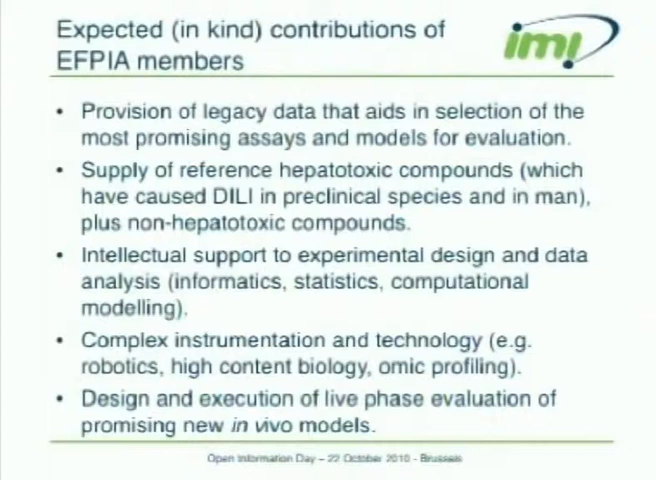 Expected (in kind) contributions of
EFPIA members
imi
• Provision of legacy data that aids in selection of the
most promising assays and models for evaluation.
• Supply of reference hepatotoxic compounds (which
have caused DILI in preclinical species and in man),
plus non-hepatotoxic compounds.
• Intellectual support to experimental design and data
analysis (informatics, statistics, computational
modelling).
• Complex instrumentation and technology (e.g.
robotics, high content biology, omic profiling).
• Design and execution of live phase evaluation of
promising new in vivo models.
Open Information Day – 22 October 2010 - Brussels